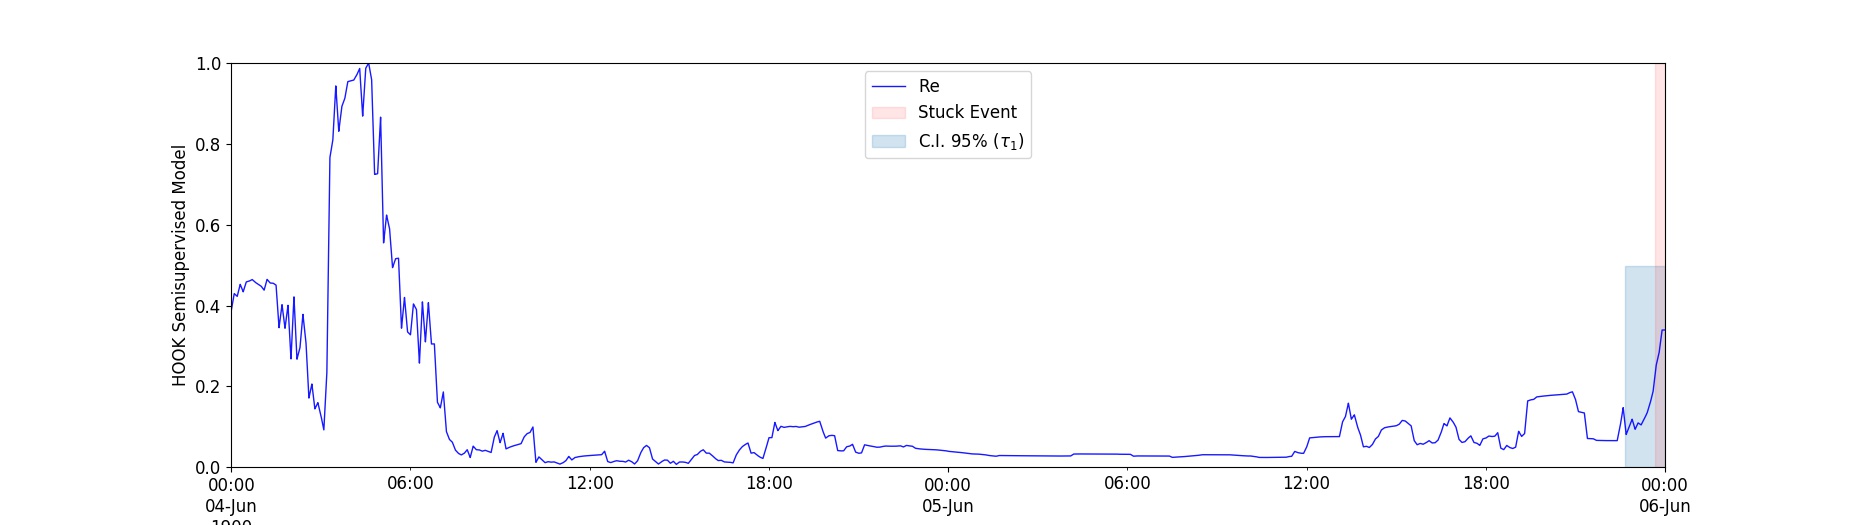 HOOK Semisupervised Model
1.0
0.8
0.6
0.4
0.2
0.0
Re
Stuck Event
C.I. 95% (τ₁)
00:00 06:00 12:00 18:00 00:00 06:00 12:00 18:00 00:00
04-Jun 05-Jun 06-Jun
1900